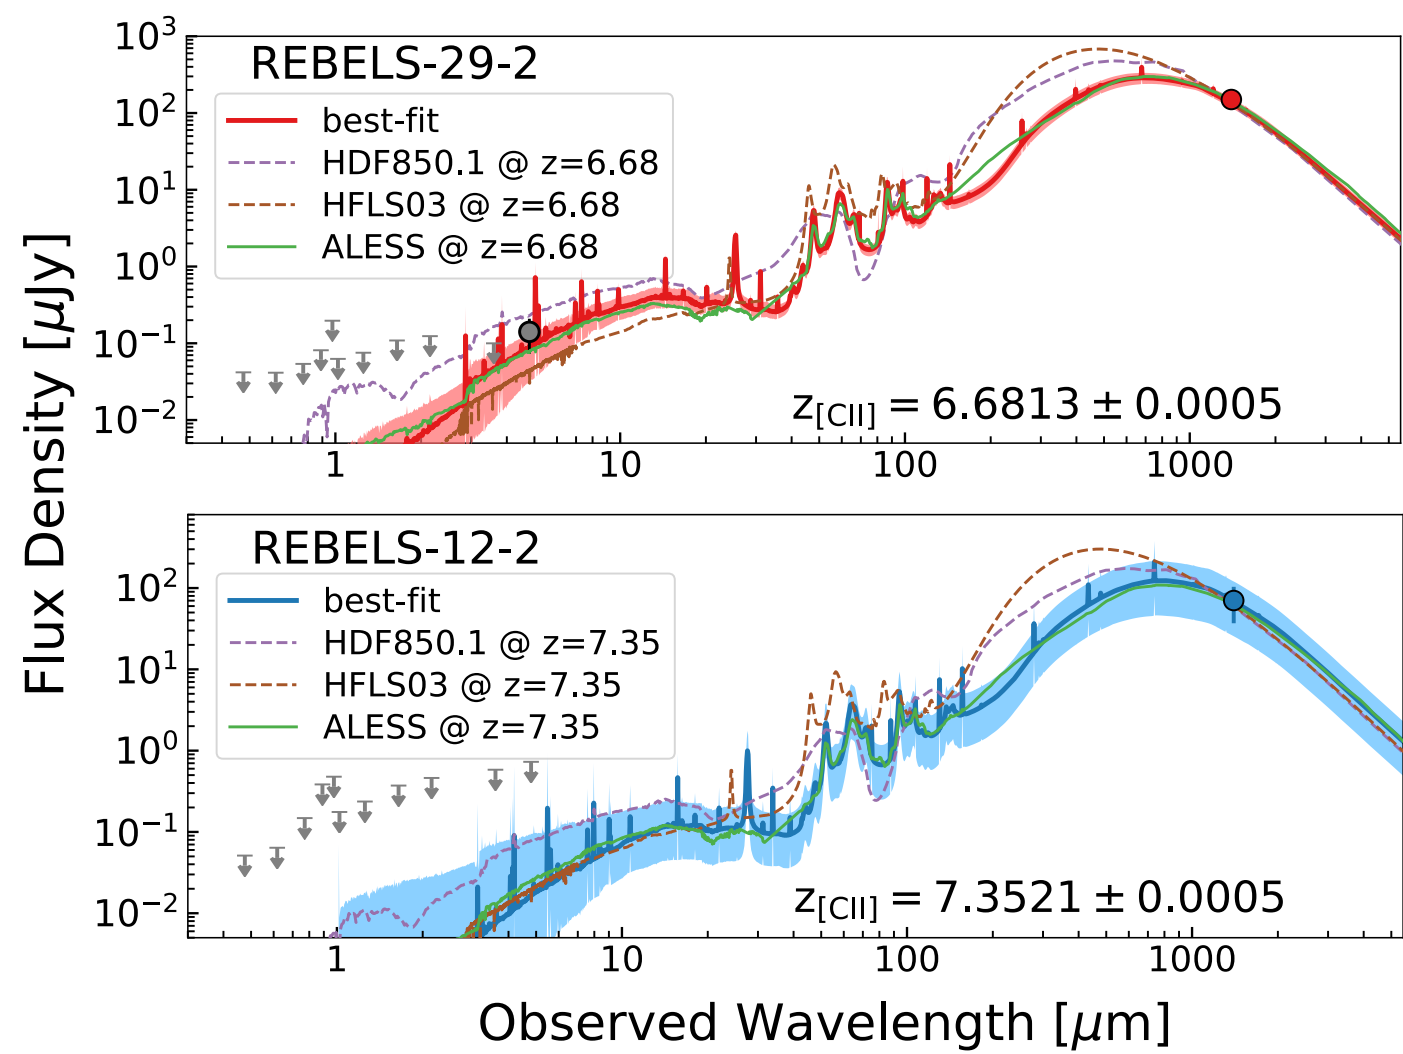 Flux Density [μJy]
REBELS-29-2
best-fit
HDF850.1 @ z=6.68
HFLS03 @ z=6.68
ALESS @ z=6.68
z[CII] = 6.6813 ± 0.0005
10³
10²
10¹
10⁰
10⁻¹
10⁻²
1 10 100 1000
REBELS-12-2
best-fit
HDF850.1 @ z=7.35
HFLS03 @ z=7.35
ALESS @ z=7.35
z[CII] = 7.3521 ± 0.0005
10²
10¹
10⁰
10⁻¹
10⁻²
1 10 100 1000
Observed Wavelength [μm]